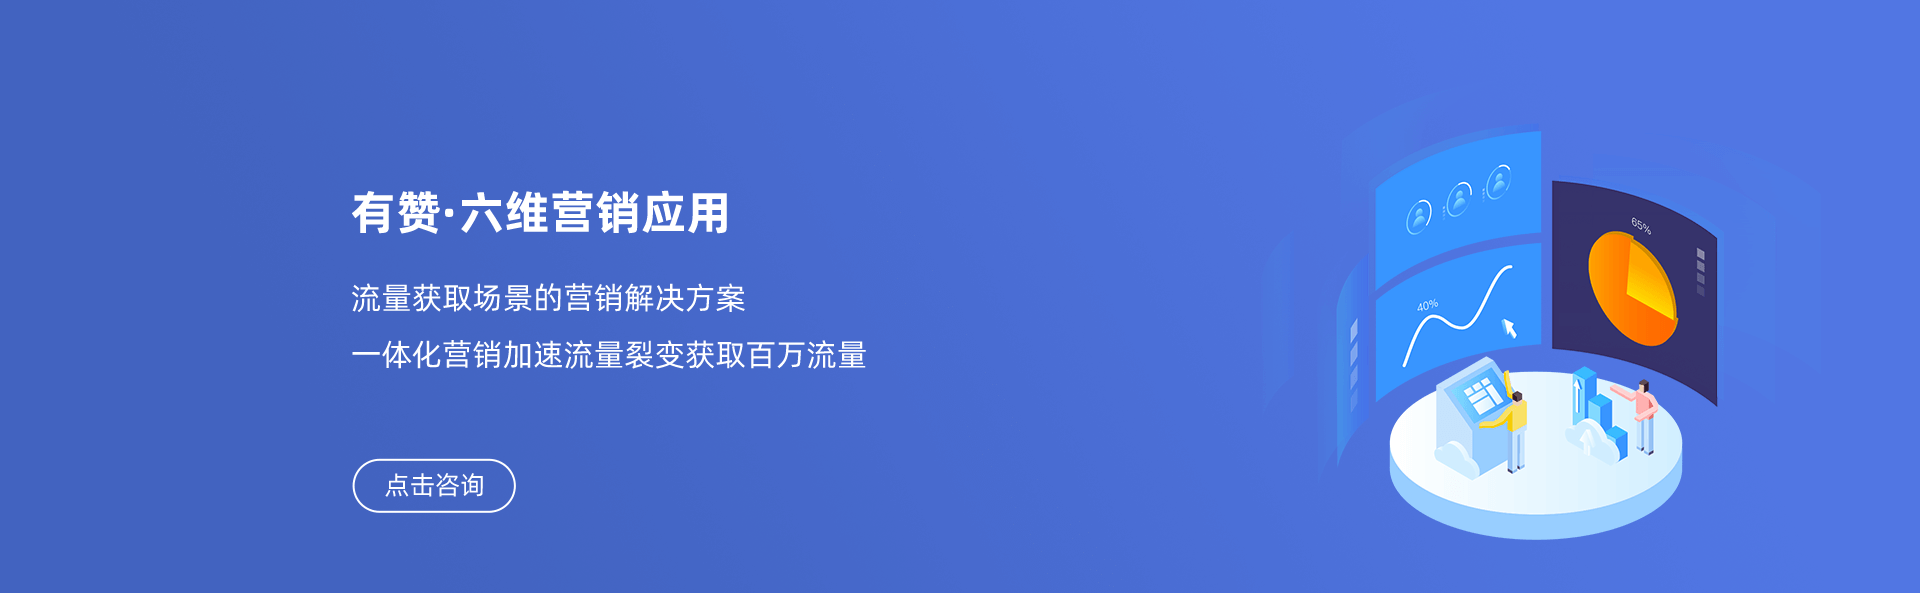 有赞·六维营销应用
流量获取场景的营销解决方案
一体化营销加速流量裂变获取百万流量
点击咨询
40%
65%